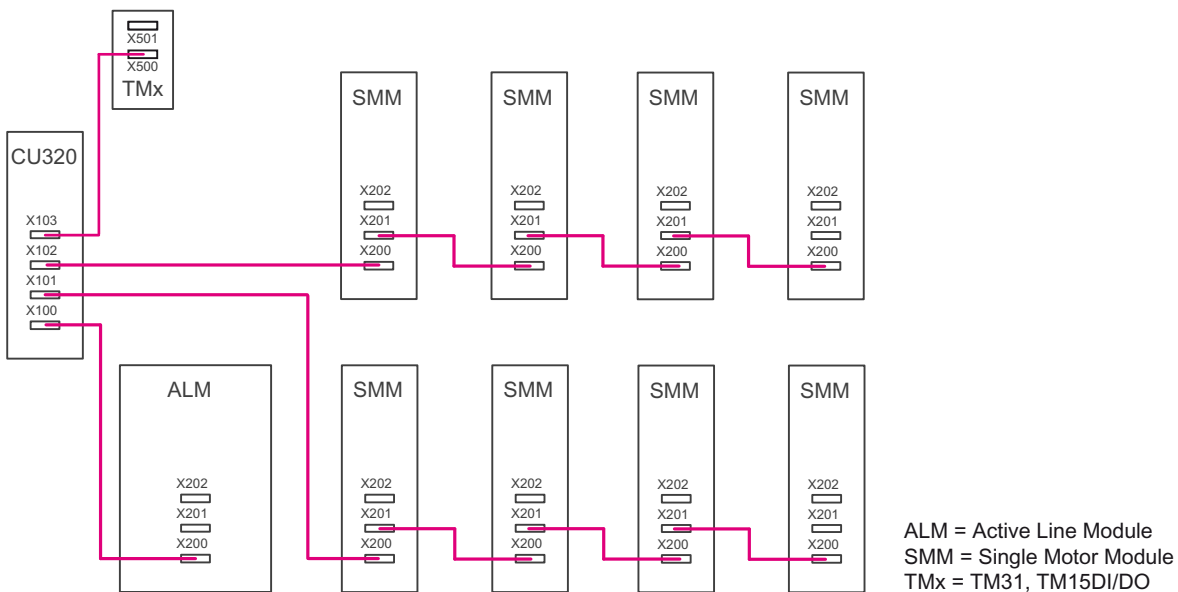 X501
X500
TMx
CU320
X103
X102
X101
X100
SMM
X202
X201
X200
SMM
X202
X201
X200
SMM
X202
X201
X200
SMM
X202
X201
X200
ALM
X202
X201
X200
SMM
X202
X201
X200
SMM
X202
X201
X200
SMM
X202
X201
X200
SMM
X202
X201
X200
ALM = Active Line Module
SMM = Single Motor Module
TMx = TM31, TM15DI/DO